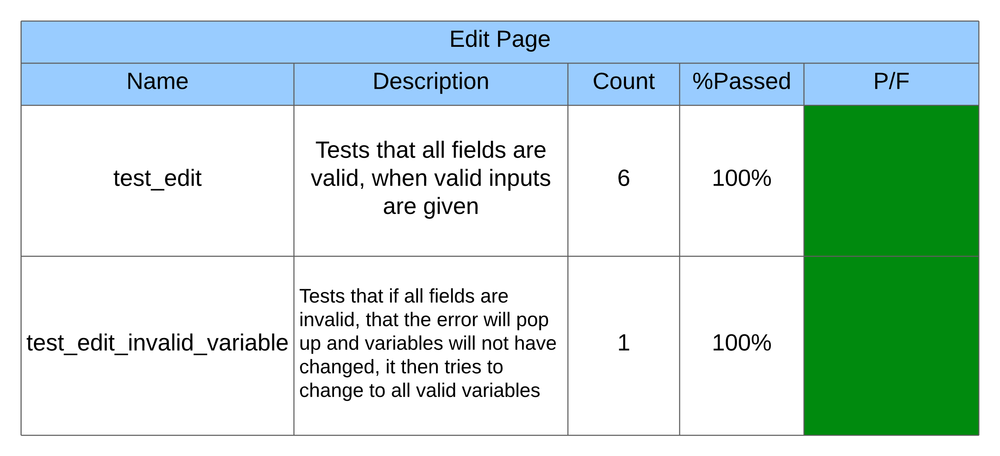 Edit Page
Name Description Count %Passed P/F
test_edit
Tests that all fields are
valid, when valid inputs
are given
6
100%
test_edit_invalid_variable
Tests that if all fields are
invalid, that the error will pop
up and variables will not have
changed, it then tries to
change to all valid variables
1
100%